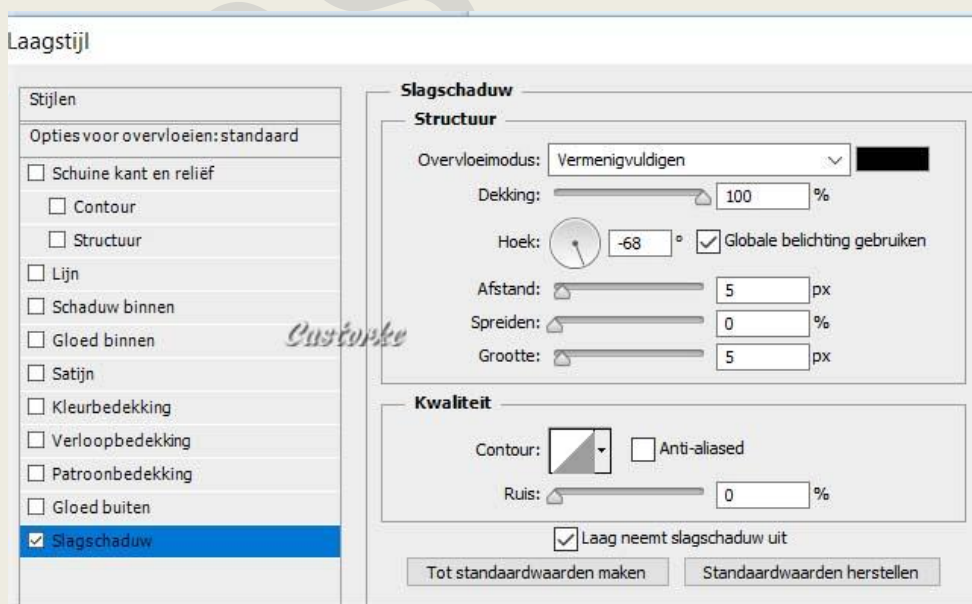 Laagstijl
Stijlen
Opties voor overvloeien: standaard
Schuine kant en reliëf
Contour
Structuur
Lijn
Schaduw binnen
Gloed binnen
Satijn
Kleurbedekking
Verloopbedekking
Patroonbedekking
Gloed buiten
Slagschaduw
Custorke
Slagschaduw
Structuur
Overvloeimodus: Vermenigvuldigen
Dekking: 100 %
Hoek: -68 ° Globale belichting gebruiken
Afstand: 5 px
Spreiden: 0 %
Grootte: 5 px
Kwaliteit
Contour: Anti-aliased
Ruis: 0 %
Laag neemt slagschaduw uit
Tot standaardwaarden maken Standaardwaarden herstellen